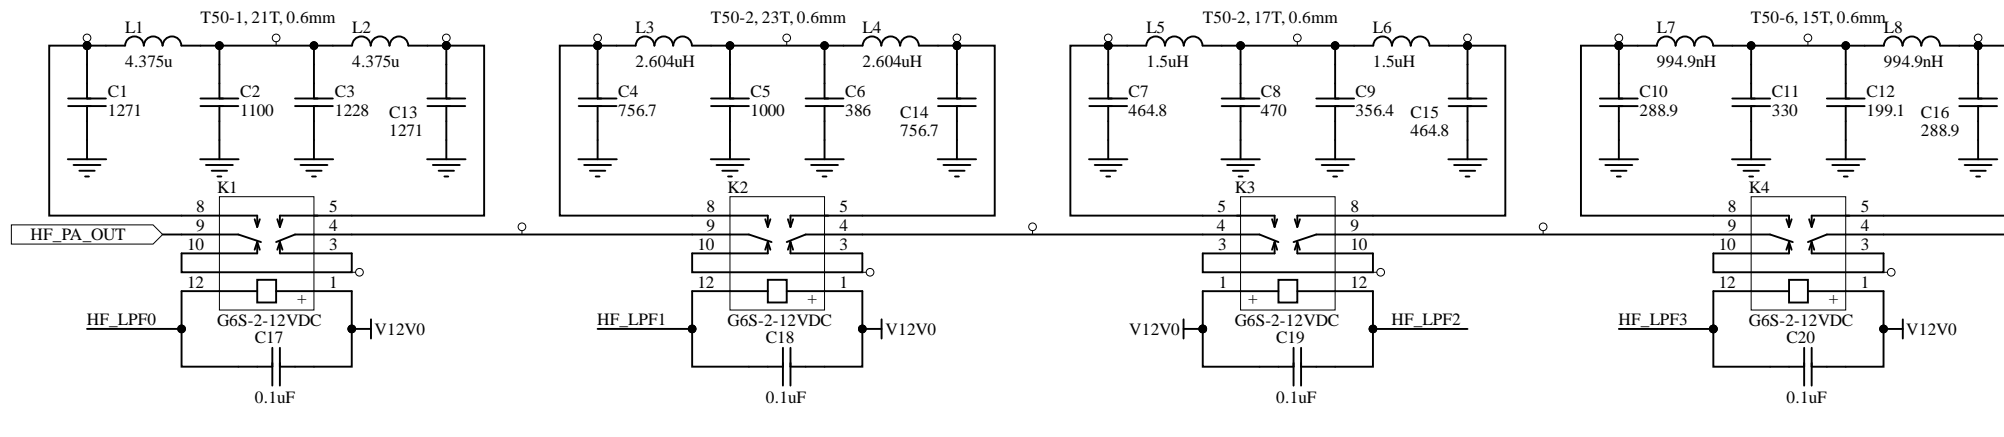 T50-1, 21T, 0.6mm
L1
L2
4.375u
4.375u
C1
1271
C2
1100
C3
1228
C13
1271
K1
8
5
9
4
10
3
12
1
+
HF_PA_OUT
HF_LPF0
G6S-2-12VDC
V12V0
C17
0.1uF
T50-2, 23T, 0.6mm
L3
L4
2.604uH
2.604uH
C4
756.7
C5
1000
C6
386
C14
756.7
K2
8
5
9
4
10
3
12
1
+
HF_LPF1
G6S-2-12VDC
V12V0
C18
0.1uF
T50-2, 17T, 0.6mm
L5
L6
1.5uH
1.5uH
C7
464.8
C8
470
C9
356.4
C15
464.8
K3
5
8
4
9
3
10
1
12
+
V12V0
G6S-2-12VDC
HF_LPF2
C19
0.1uF
T50-6, 15T, 0.6mm
L7
L8
994.9nH
994.9nH
C10
288.9
C11
330
C12
199.1
C16
288.9
K4
8
5
9
4
10
3
12
1
+
HF_LPF3
G6S-2-12VDC
V12V0
C20
0.1uF